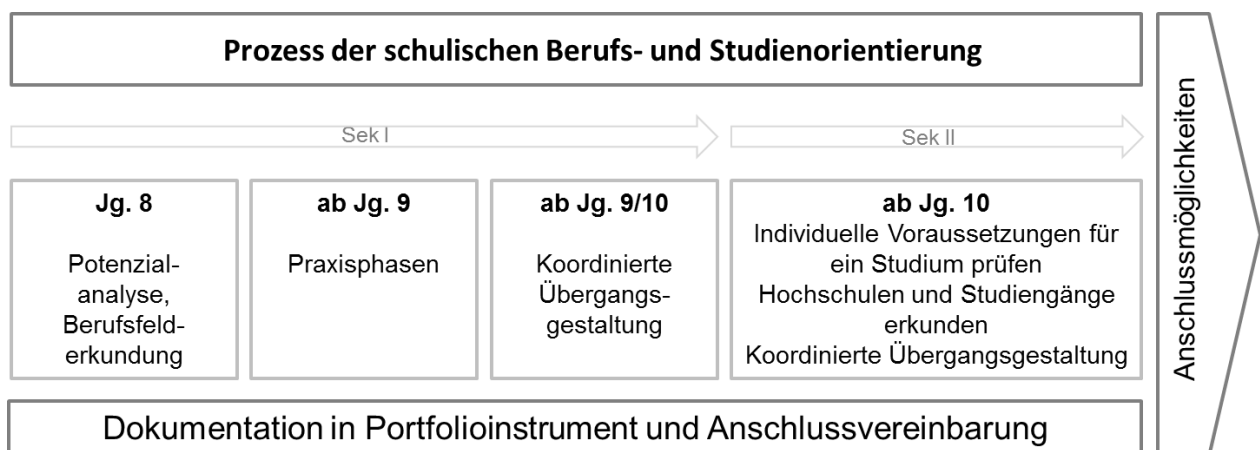 Prozess der schulischen Berufs- und Studienorientierung
Sek I
Sek II
Jg. 8
Potenzial-
analyse,
Berufsfeld-
erkundung
ab Jg. 9
Praxisphasen
ab Jg. 9/10
Koordinierte
Übergangs-
gestaltung
ab Jg. 10
Individuelle Voraussetzungen für
ein Studium prüfen
Hochschulen und Studiengänge
erkunden
Koordinierte Übergangsgestaltung
Dokumentation in Portfolioinstrument und Anschlussvereinbarung
Anschlussmöglichkeiten